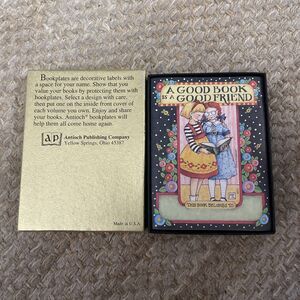 Bookplates are decorative labels with
a space for your name. Show that you
value your books by protecting them with
bookplates. Select a design with care,
then put one on the inside front cover of
each volume you own. Enjoy and share
your books. Antioch® bookplates will
help them all come home again.
ap
Antioch Publishing Company
Yellow Springs, Ohio 45387
Made in U.S.A.
A GOOD BOOK
IS A GOOD FRIEND
THIS BOOK BELONGS TO